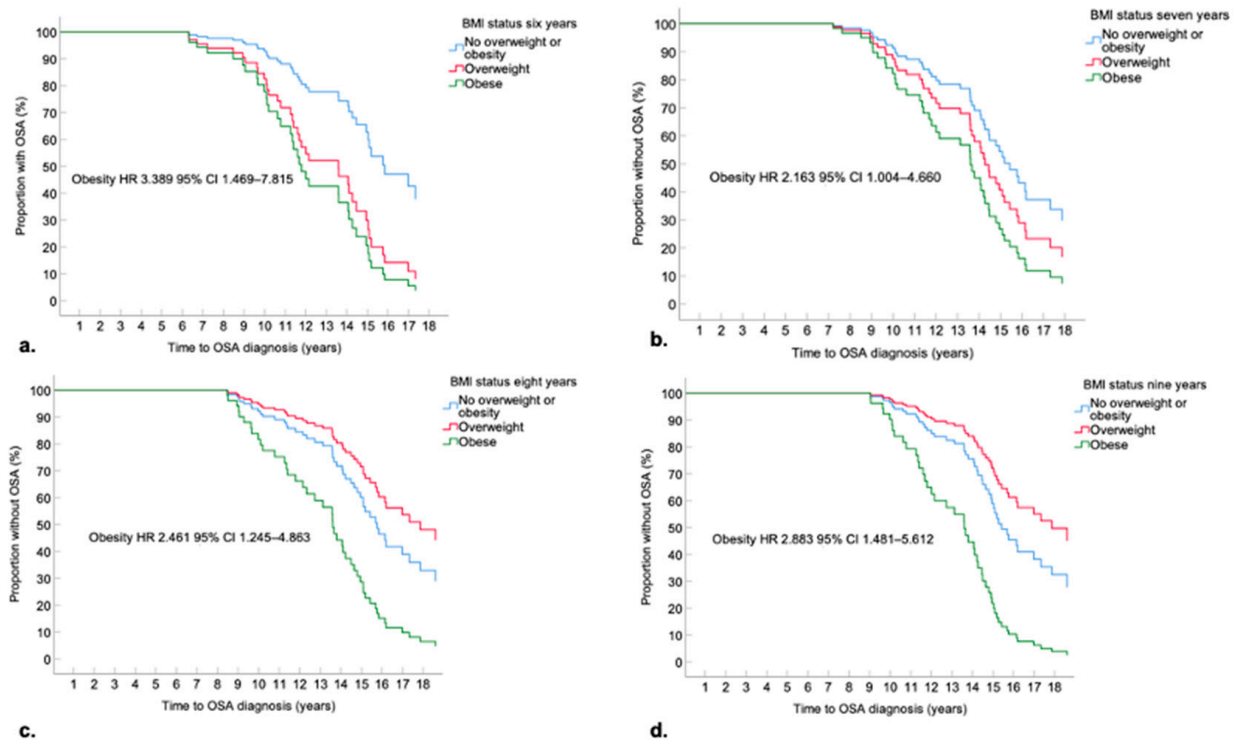 BMI status six years
No overweight or
obesity
Overweight
Obese
Proportion with OSA (%)
100
90
80
70
60
50
40
30
20
10
0
Obesity HR 3.389 95% CI 1.469–7.815
1 2 3 4 5 6 7 8 9 10 11 12 13 14 15 16 17 18
Time to OSA diagnosis (years)
a.
BMI status seven years
No overweight or
obesity
Overweight
Obese
Proportion without OSA (%)
100
90
80
70
60
50
40
30
20
10
0
Obesity HR 2.163 95% CI 1.004–4.660
1 2 3 4 5 6 7 8 9 10 11 12 13 14 15 16 17 18
Time to OSA diagnosis (years)
b.
BMI status eight years
No overweight or
obesity
Overweight
Obese
Proportion without OSA (%)
100
90
80
70
60
50
40
30
20
10
0
Obesity HR 2.461 95% CI 1.245–4.863
1 2 3 4 5 6 7 8 9 10 11 12 13 14 15 16 17 18
Time to OSA diagnosis (years)
c.
BMI status nine years
No overweight or
obesity
Overweight
Obese
Proportion without OSA (%)
100
90
80
70
60
50
40
30
20
10
0
Obesity HR 2.883 95% CI 1.481–5.612
1 2 3 4 5 6 7 8 9 10 11 12 13 14 15 16 17 18
Time to OSA diagnosis (years)
d.